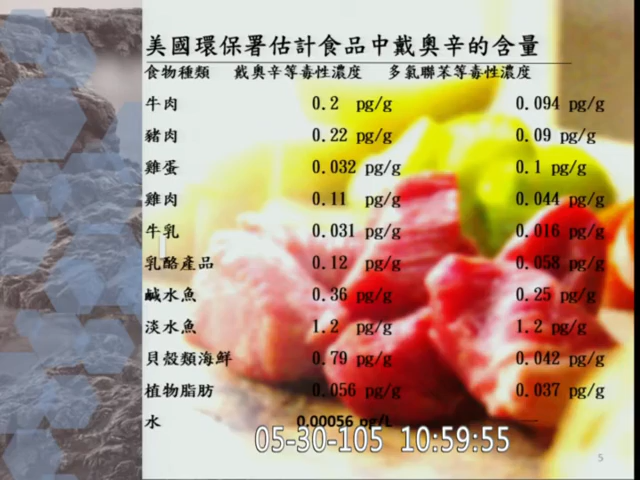 美國環保署估計食品中戴奧辛的含量
食物種類 戴奧辛等毒性濃度 多氯聯苯等毒性濃度
牛肉 0.2 pg/g 0.094 pg/g
豬肉 0.22 pg/g 0.09 pg/g
雞蛋 0.032 pg/g 0.1 pg/g
雞肉 0.11 pg/g 0.044 pg/g
牛乳 0.031 pg/g 0.016 pg/g
乳酪產品 0.12 pg/g 0.058 pg/g
鹹水魚 0.36 pg/g 0.25 pg/g
淡水魚 1.2 pg/g 1.2 pg/g
貝殼類海鮮 0.79 pg/g 0.042 pg/g
植物脂肪 0.056 pg/g 0.037 pg/g
水 0.00056 pg/L
05-30-105 10:59:55
5